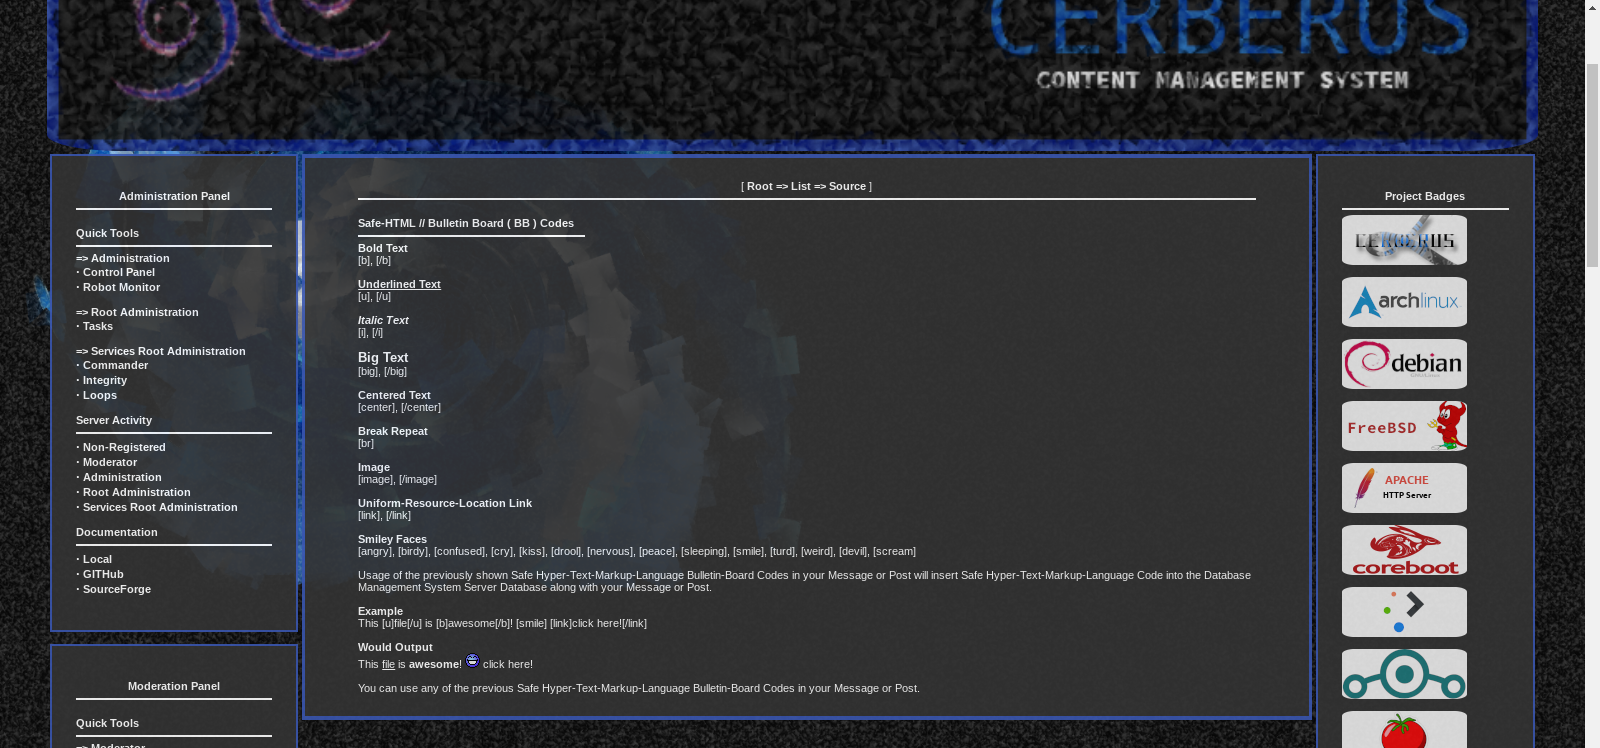 CERBERUS
CONTENT MANAGEMENT SYSTEM
Administration Panel
Quick Tools
=> Administration
· Control Panel
· Robot Monitor
=> Root Administration
· Tasks
=> Services Root Administration
· Commander
· Integrity
· Loops
Server Activity
· Non-Registered
· Moderator
· Administration
· Root Administration
· Services Root Administration
Documentation
· Local
· GITHub
· SourceForge
Moderation Panel
Quick Tools
=> Moderator
[ Root => List => Source ]
Safe-HTML // Bulletin Board ( BB ) Codes
Bold Text
[b], [/b]
Underlined Text
[u], [/u]
Italic Text
[i], [/i]
Big Text
[big], [/big]
Centered Text
[center], [/center]
Break Repeat
[br]
Image
[image], [/image]
Uniform-Resource-Location Link
[link], [/link]
Smiley Faces
[angry], [birdy], [confused], [cry], [kiss], [drool], [nervous], [peace], [sleeping], [smile], [turd], [weird], [devil], [scream]
Usage of the previously shown Safe Hyper-Text-Markup-Language Bulletin-Board Codes in your Message or Post will insert Safe Hyper-Text-Markup-Language Code into the Database
Management System Server Database along with your Message or Post.
Example
This [u]file[/u] is [b]awesome[/b]! [smile] [link]click here![/link]
Would Output
This file is awesome! click here!
You can use any of the previous Safe Hyper-Text-Markup-Language Bulletin-Board Codes in your Message or Post.
Project Badges
CERBERUS
archlinux
debian
FreeBSD
APACHE
HTTP Server
coreboot